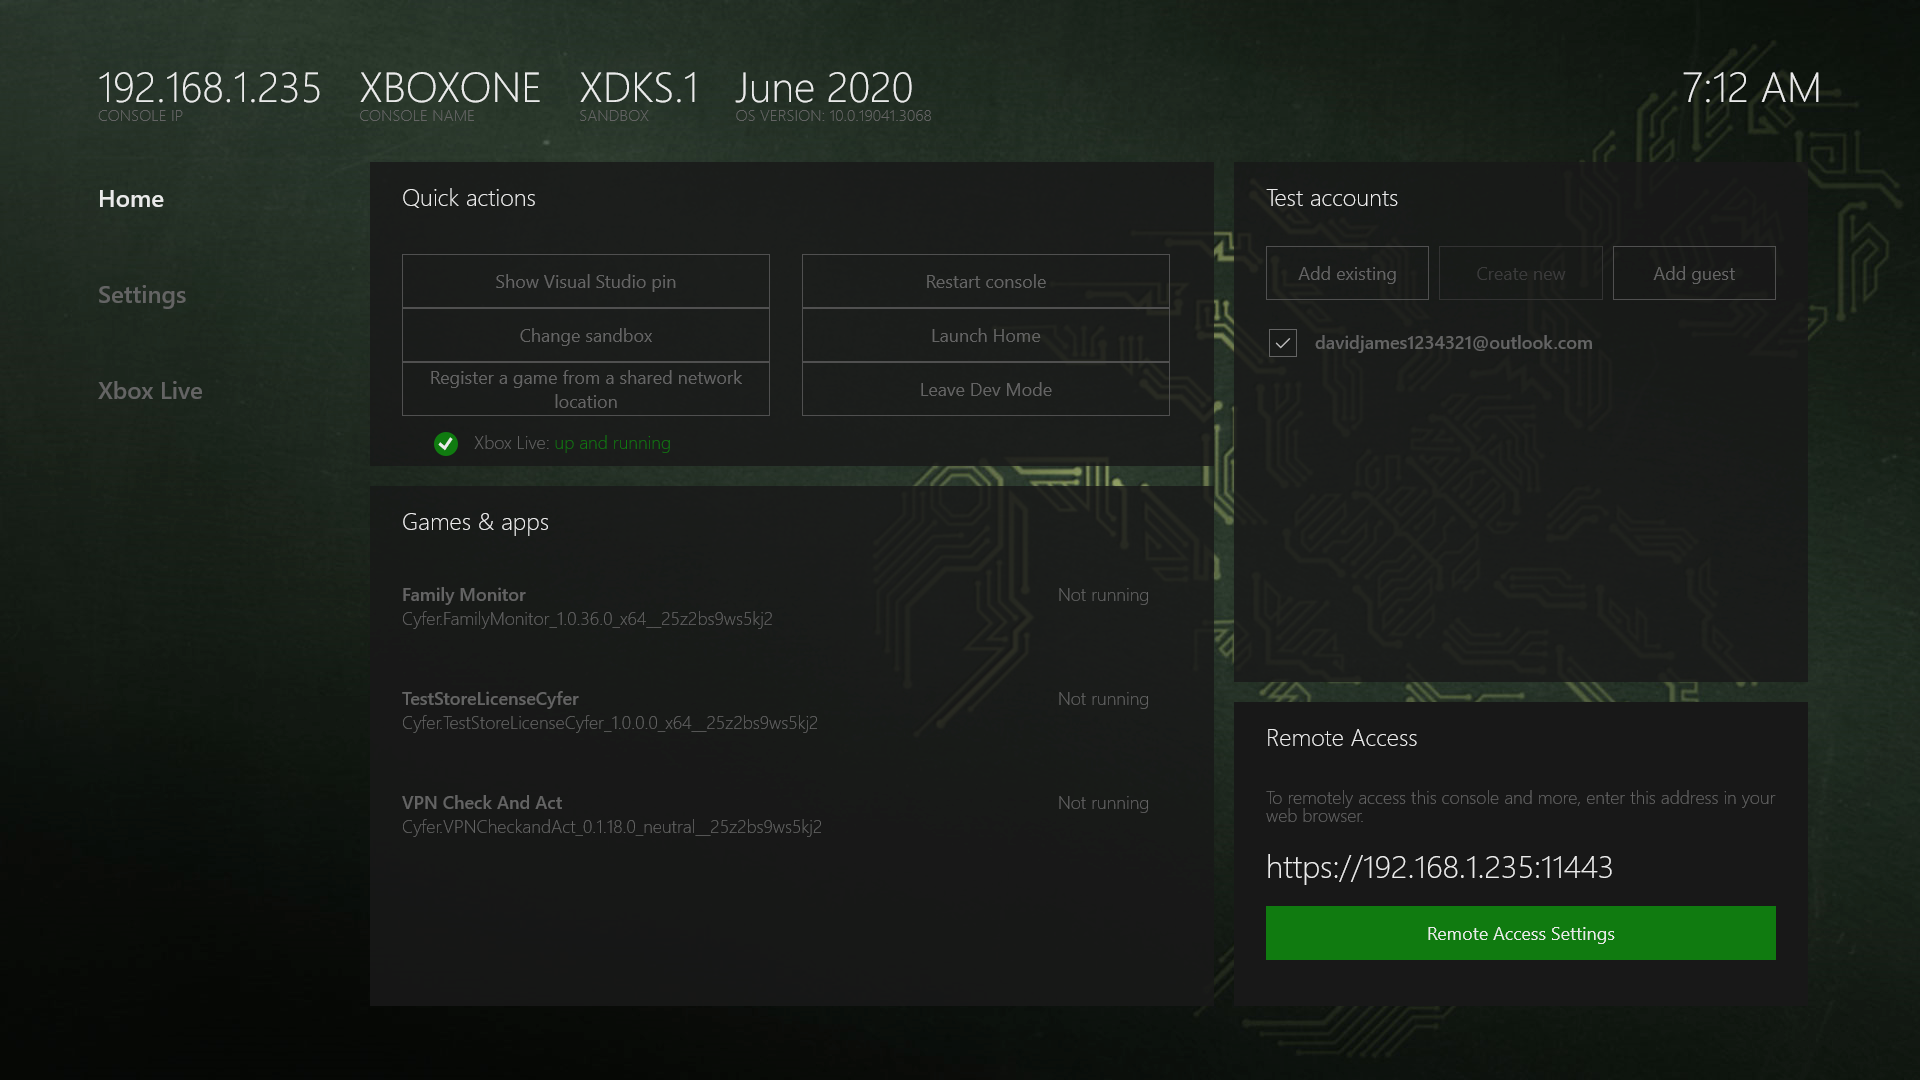 192.168.1.235
CONSOLE IP
XBOXONE
CONSOLE NAME
XDKS.1
SANDBOX
June 2020
OS VERSION: 10.0.19041.3068
7:12 AM
Home
Settings
Xbox Live
Quick actions
Show Visual Studio pin
Restart console
Change sandbox
Launch Home
Register a game from a shared network
location
Leave Dev Mode
Xbox Live: up and running
Games & apps
Family Monitor
Not running
Cyfer.FamilyMonitor_1.0.36.0_x64__25z2bs9ws5kj2
TestStoreLicenseCyfer
Not running
Cyfer.TestStoreLicenseCyfer_1.0.0.0_x64__25z2bs9ws5kj2
VPN Check And Act
Not running
Cyfer.VPNCheckandAct_0.1.18.0_neutral__25z2bs9ws5kj2
Test accounts
Add existing
Create new
Add guest
davidjames1234321@outlook.com
Remote Access
To remotely access this console and more, enter this address in your
web browser.
https://192.168.1.235:11443
Remote Access Settings